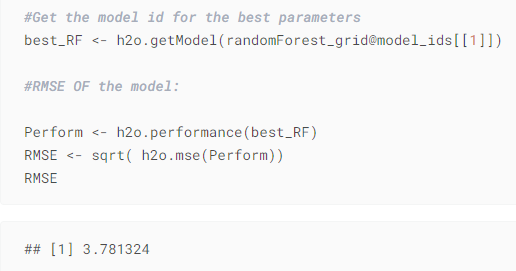 #Get the model id for the best parameters
best_RF <- h2o.getModel(randomForest_grid@model_ids[[1]])
#RMSE OF the model:
Perform <- h2o.performance(best_RF)
RMSE <- sqrt( h2o.mse(Perform))
RMSE
## [1] 3.781324